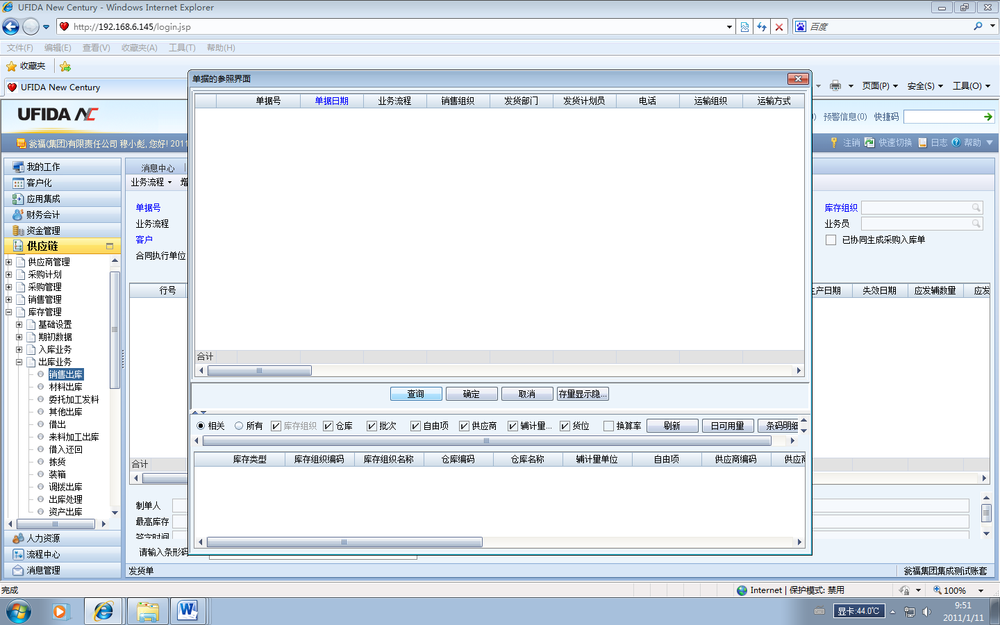 UFIDA New Century - Windows Internet Explorer
http://192.168.6.145/login.jsp
百度
文件(F) 编辑(E) 查看(V) 收藏夹(A) 工具(T) 帮助(H)
收藏夹
UFIDA New Century
页面(P) 安全(S) 工具(O)
UFIDA NC
预警信息(0) 快捷码
瓮福(集团)有限责任公司 穆小彪, 您好! 2011
注销 快速切换 日志 帮助
我的工作
客户化
应用集成
财务会计
资金管理
供应链
供应商管理
采购计划
采购管理
销售管理
库存管理
基础设置
期初数据
入库业务
出库业务
销售出库
材料出库
委托加工发料
其他出库
借出
来料加工出库
借入还回
拣货
装箱
调拨出库
出库处理
资产出库
人力资源
流程中心
消息管理
消息中心
业务流程 增
单据号
业务流程
客户
合同执行单位
行号
合计
制单人
最高库存
签字时间
请输入条形码
发货单
单据的参照界面
单据号 单据日期 业务流程 销售组织 发货部门 发货计划员 电话 运输组织 运输方式
合计
查询 确定 取消 存量显示隐...
相关 所有 库存组织 仓库 批次 自由项 供应商 辅计量... 货位 换算率 刷新 日可用量 条码明细
库存类型 库存组织编码 库存组织名称 仓库编码 仓库名称 辅计量单位 自由项 供应商编码 供应商
库存组织
业务员
已协同生成采购入库单
生产日期 失效日期 应发辅数量 应发
瓮福集团集成测试账套
完成
Internet | 保护模式: 禁用
100%
显卡:44.0℃
9:51
2011/1/11